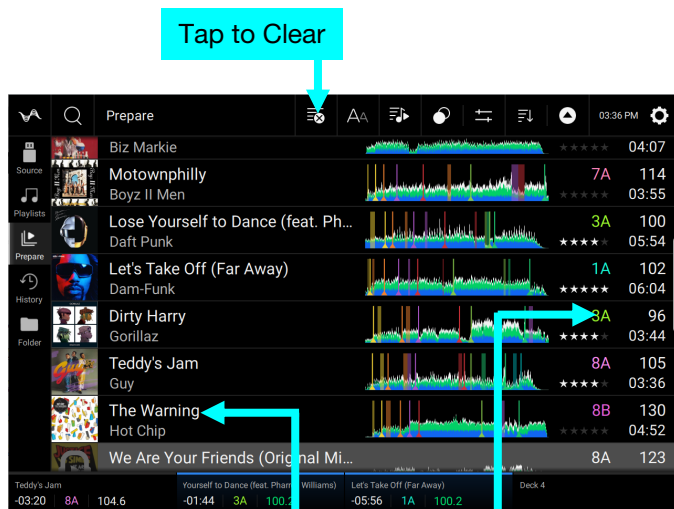 Tap to Clear
Prepare
AA
03:36 PM
Source
Playlists
Prepare
History
Folder
Biz Markie
04:07
Motownphilly
7A 114
Boyz II Men
03:55
Lose Yourself to Dance (feat. Ph...
3A 100
Daft Punk
05:54
Let's Take Off (Far Away)
1A 102
Dam-Funk
06:04
Dirty Harry
3A 96
Gorillaz
03:44
Teddy's Jam
8A 105
Guy
03:36
The Warning
8B 130
Hot Chip
04:52
We Are Your Friends (Original Mi...
8A 123
Teddy's Jam
-03:20 8A 104.6
Yourself to Dance (feat. Pharrell Williams)
-01:44 3A 100.2
Let's Take Off (Far Away)
-05:56 1A 100.2
Deck 4